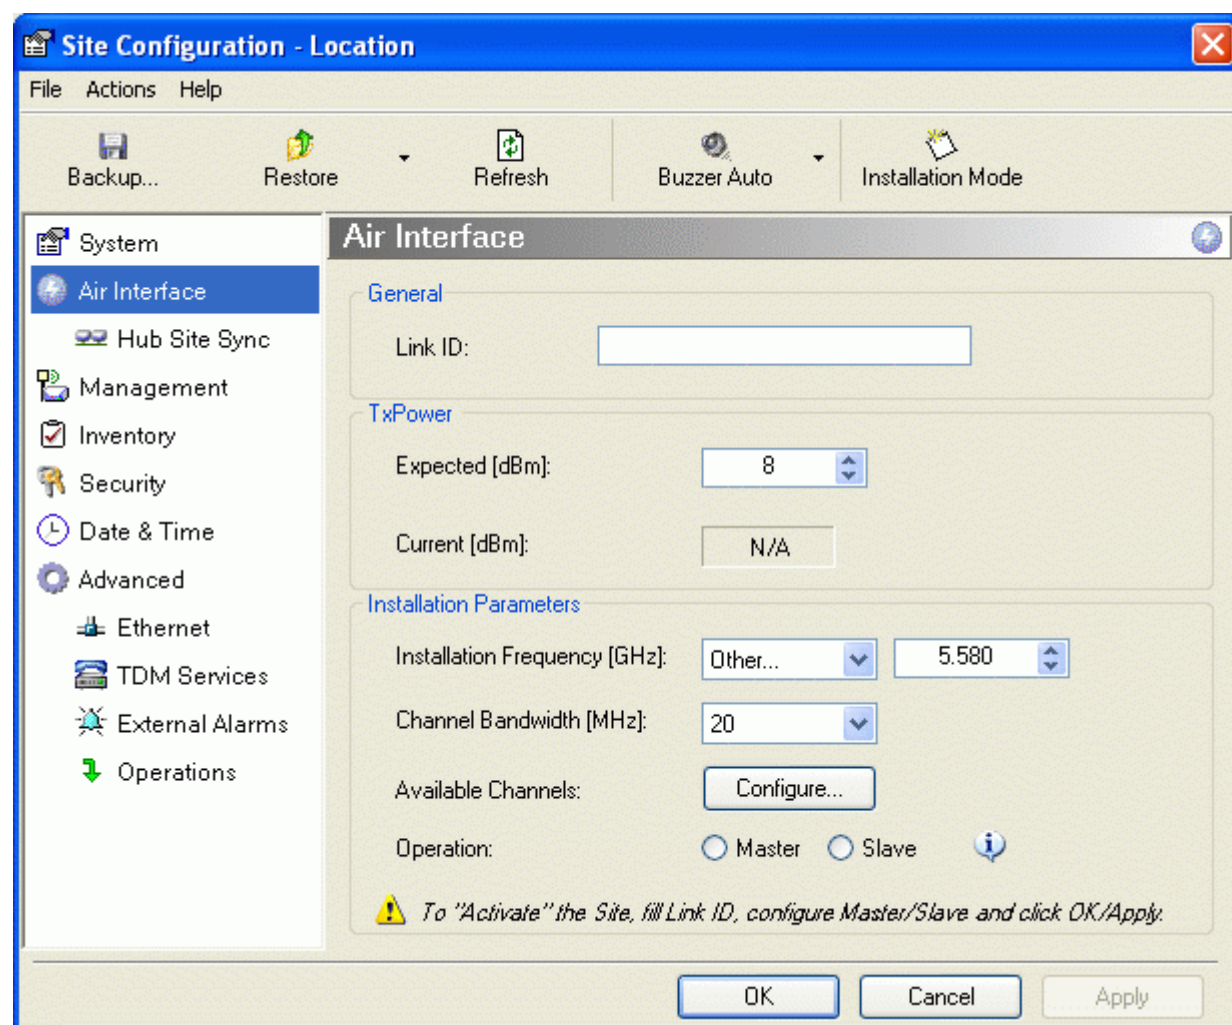 Site Configuration - Location
File Actions Help
Backup... Restore Refresh Buzzer Auto Installation Mode
System
Air Interface
Hub Site Sync
Management
Inventory
Security
Date & Time
Advanced
Ethernet
TDM Services
External Alarms
Operations
Air Interface
General
Link ID:
TxPower
Expected [dBm]: 8
Current [dBm]: N/A
Installation Parameters
Installation Frequency [GHz]: Other... 5.580
Channel Bandwidth [MHz]: 20
Available Channels: Configure...
Operation: Master Slave
To "Activate" the Site, fill Link ID, configure Master/Slave and click OK/Apply.
OK Cancel Apply